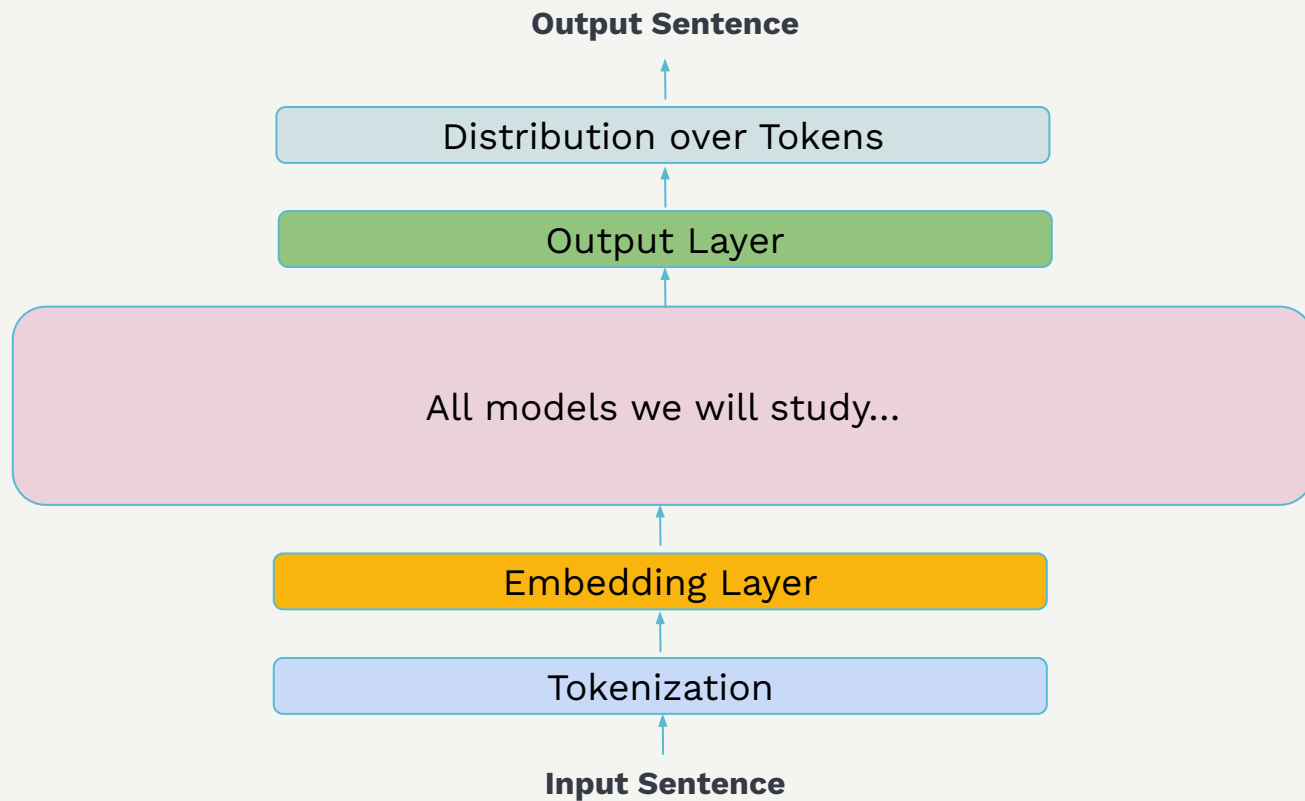 Output Sentence
Distribution over Tokens
Output Layer
All models we will study...
Embedding Layer
Tokenization
Input Sentence